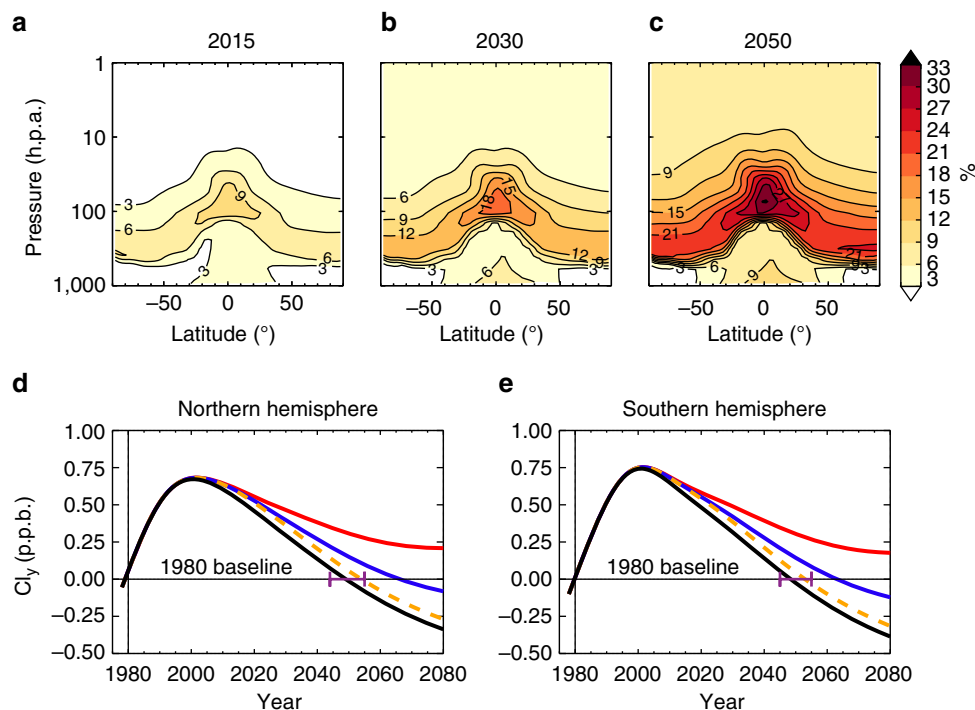 a
2015
b
2030
c
2050
Pressure (h.p.a.)
1
10
100
1,000
3
6
9
3
6
3
6
9
12
15
18
3
6
12
9
3
9
15
21
3
6
9
21
9
3
33
30
27
24
21
18
15
12
9
6
3
%
−50 0 50
−50 0 50
−50 0 50
Latitude (°)
Latitude (°)
Latitude (°)
d
Northern hemisphere
Cly (p.p.b.)
1.00
0.75
0.50
0.25
0.00
−0.25
−0.50
1980 baseline
1980 2000 2020 2040 2060 2080
Year
e
Southern hemisphere
1.00
0.75
0.50
0.25
0.00
−0.25
−0.50
1980 baseline
1980 2000 2020 2040 2060 2080
Year